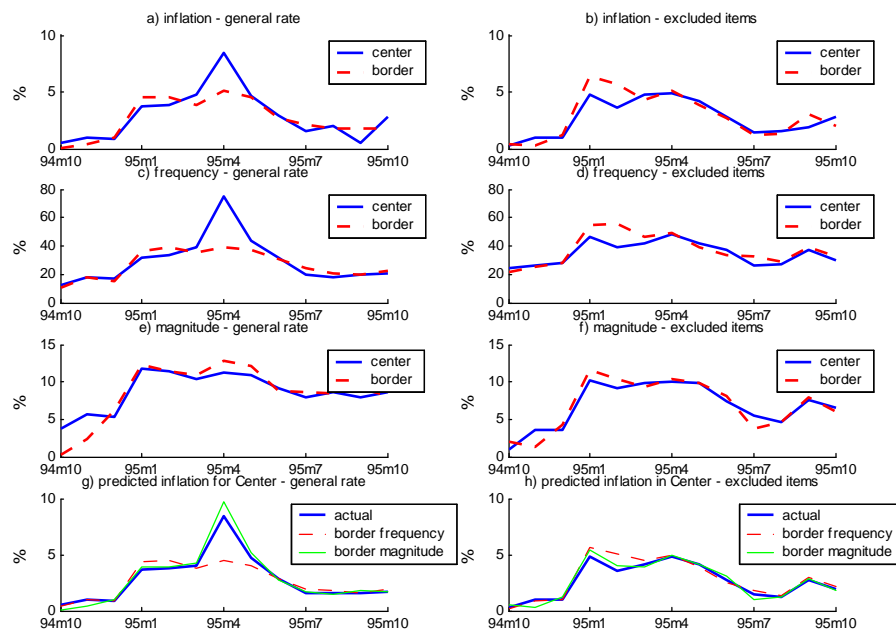 a) inflation - general rate
10
5
0
%
center
border
94m10 95m1 95m4 95m7 95m10
b) inflation - excluded items
10
5
0
%
center
border
94m10 95m1 95m4 95m7 95m10
c) frequency - general rate
80
60
40
20
0
%
center
border
94m10 95m1 95m4 95m7 95m10
d) frequency - excluded items
80
60
40
20
0
%
center
border
94m10 95m1 95m4 95m7 95m10
e) magnitude - general rate
15
10
5
0
%
center
border
94m10 95m1 95m4 95m7 95m10
f) magnitude - excluded items
15
10
5
0
%
center
border
94m10 95m1 95m4 95m7 95m10
g) predicted inflation for Center - general rate
10
5
0
%
actual
border frequency
border magnitude
94m10 95m1 95m4 95m7 95m10
h) predicted inflation in Center - excluded items
10
5
0
%
actual
border frequency
border magnitude
94m10 95m1 95m4 95m7 95m10